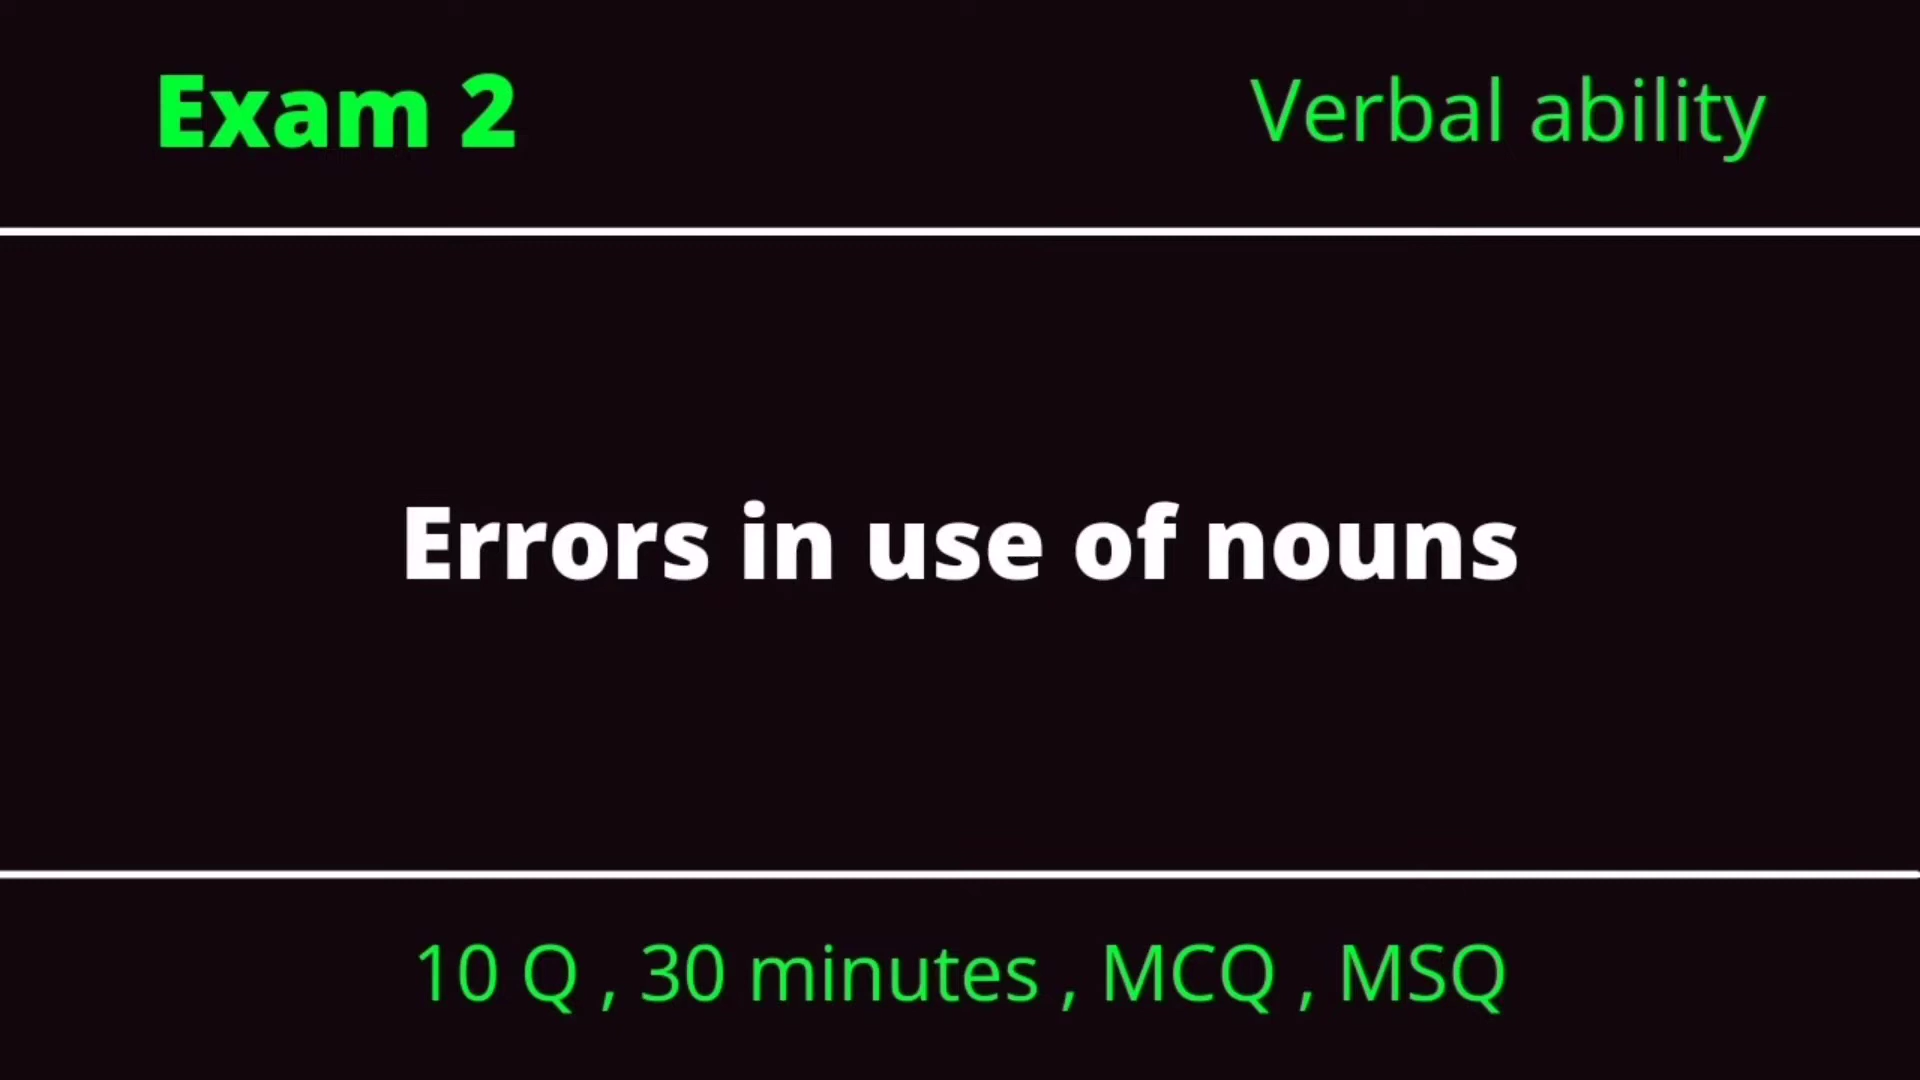 Exam 2
Verbal ability
Errors in use of nouns
10 Q , 30 minutes , MCQ , MSQ